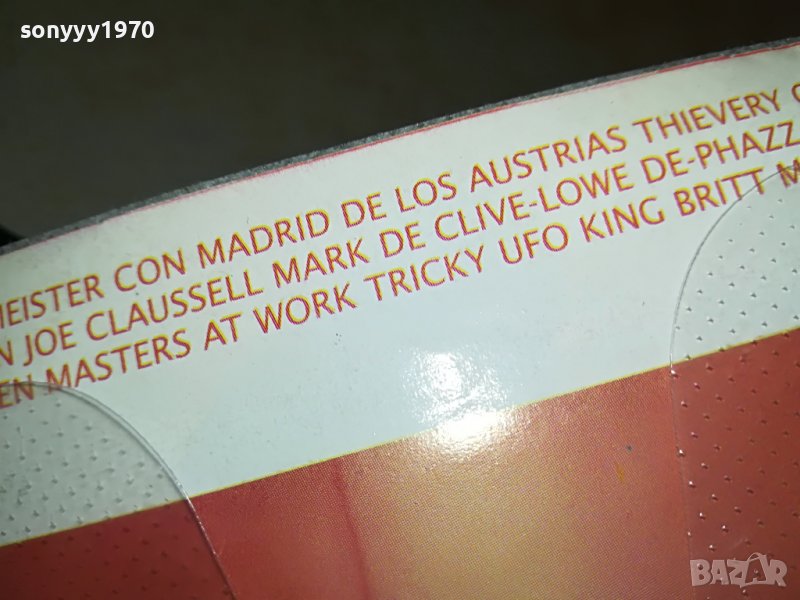 sonyyy1970
MEISTER CON MADRID DE LOS AUSTRIAS THIEVERY
JOE CLAUSSELL MARK DE CLIVE-LOWE DE-PHAZZ
MASTERS AT WORK TRICKY UFO KING BRITT
BAZAR